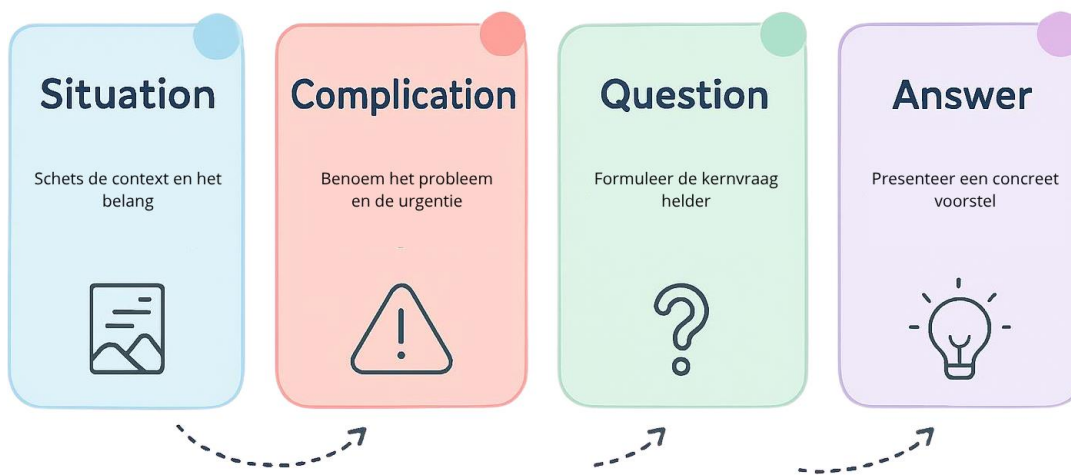 Situation
Schets de context en het
belang
Complication
Benoem het probleem
en de urgentie
Question
Formuleer de kernvraag
helder
Answer
Presenteer een concreet
voorstel